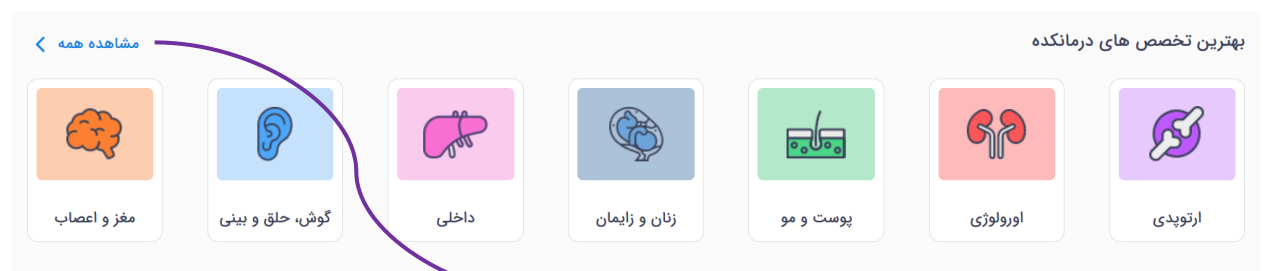 بهترین تخصص های درمانکده
مشاهده همه
ارتوپدی
اورولوژی
پوست و مو
زنان و زایمان
داخلی
گوش، حلق و بینی
مغز و اعصاب